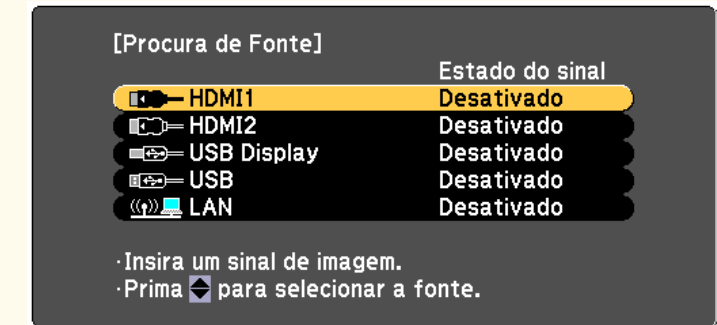 [Procura de Fonte]
Estado do sinal
HDMI1 Desativado
HDMI2 Desativado
USB Display Desativado
USB Desativado
LAN Desativado
·Insira um sinal de imagem.
·Prima para selecionar a fonte.